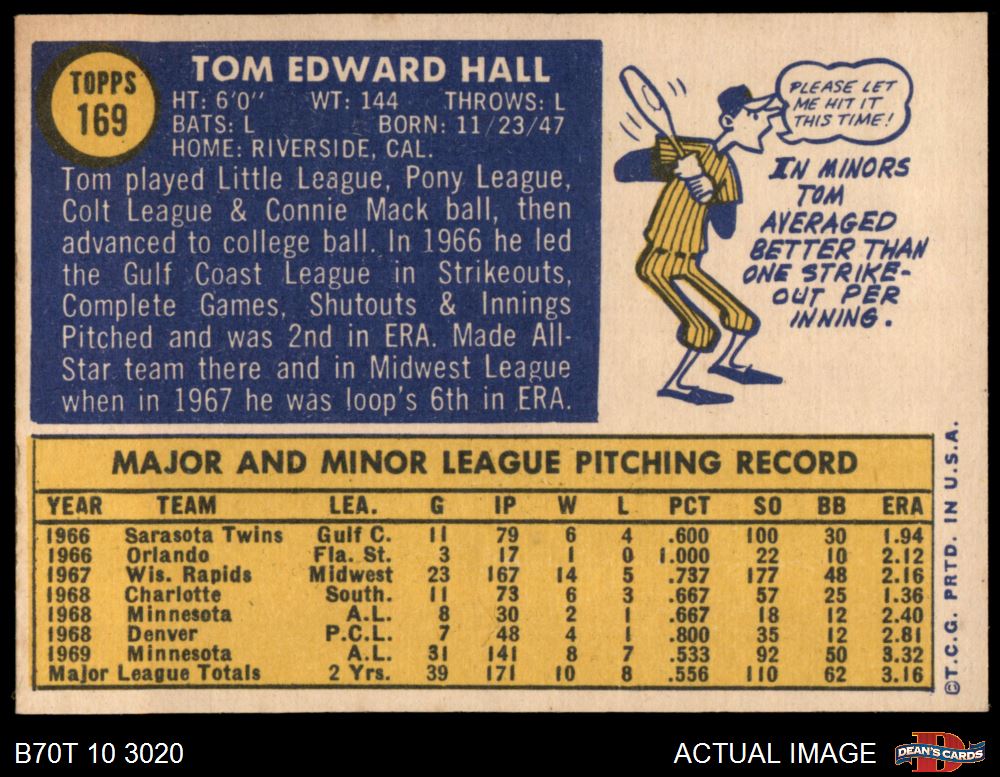 TOPPS
169
TOM EDWARD HALL
HT: 6'0" WT: 144 THROWS: L
BATS: L BORN: 11/23/47
HOME: RIVERSIDE, CAL.
Tom played Little League, Pony League,
Colt League & Connie Mack ball, then
advanced to college ball. In 1966 he led
the Gulf Coast League in Strikeouts,
Complete Games, Shutouts & Innings
Pitched and was 2nd in ERA. Made All-
Star team there and in Midwest League
when in 1967 he was loop's 6th in ERA.
PLEASE LET
ME HIT IT
THIS TIME!
IN MINORS
TOM
AVERAGED
BETTER THAN
ONE STRIKE-
OUT PER
INNING.
MAJOR AND MINOR LEAGUE PITCHING RECORD
YEAR TEAM LEA. G IP W L PCT SO BB ERA
1966 Sarasota Twins Gulf C. 11 79 6 4 .600 100 30 1.94
1966 Orlando Fla. St. 3 17 1 0 1.000 22 10 2.12
1967 Wis. Rapids Midwest 23 167 14 5 .737 177 48 2.16
1968 Charlotte South. 11 73 6 3 .667 57 25 1.36
1968 Minnesota A.L. 8 30 2 1 .667 18 12 2.40
1968 Denver P.C.L. 7 48 4 1 .800 35 12 2.81
1969 Minnesota A.L. 31 141 8 7 .533 92 50 3.32
Major League Totals 2 Yrs. 39 171 10 8 .556 110 62 3.16
©T.C.G. PRTD. IN U.S.A.
B70T 10 3020
ACTUAL IMAGE
D
DEAN'S CARDS